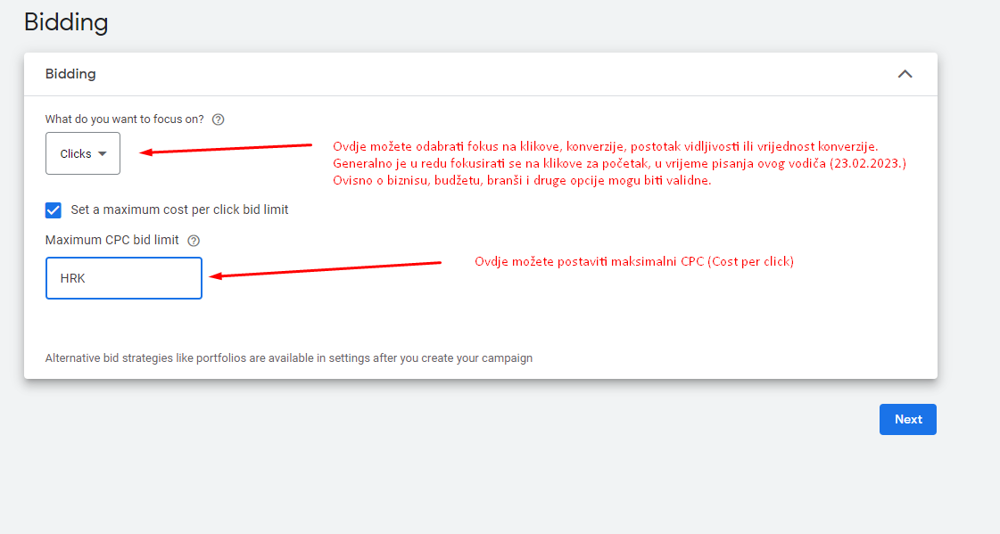 Bidding
Bidding
What do you want to focus on?
Clicks
Ovdje možete odabrati fokus na klikove, konverzije, postotak vidljivosti ili vrijednost konverzije.
Generalno je u redu fokusirati se na klikove za početak, u vrijeme pisanja ovog vodiča (23.02.2023.)
Ovisno o biznisu, budžetu, branši i druge opcije mogu biti validne.
Set a maximum cost per click bid limit
Maximum CPC bid limit
HRK
Ovdje možete postaviti maksimalni CPC (Cost per click)
Alternative bid strategies like portfolios are available in settings after you create your campaign
Next